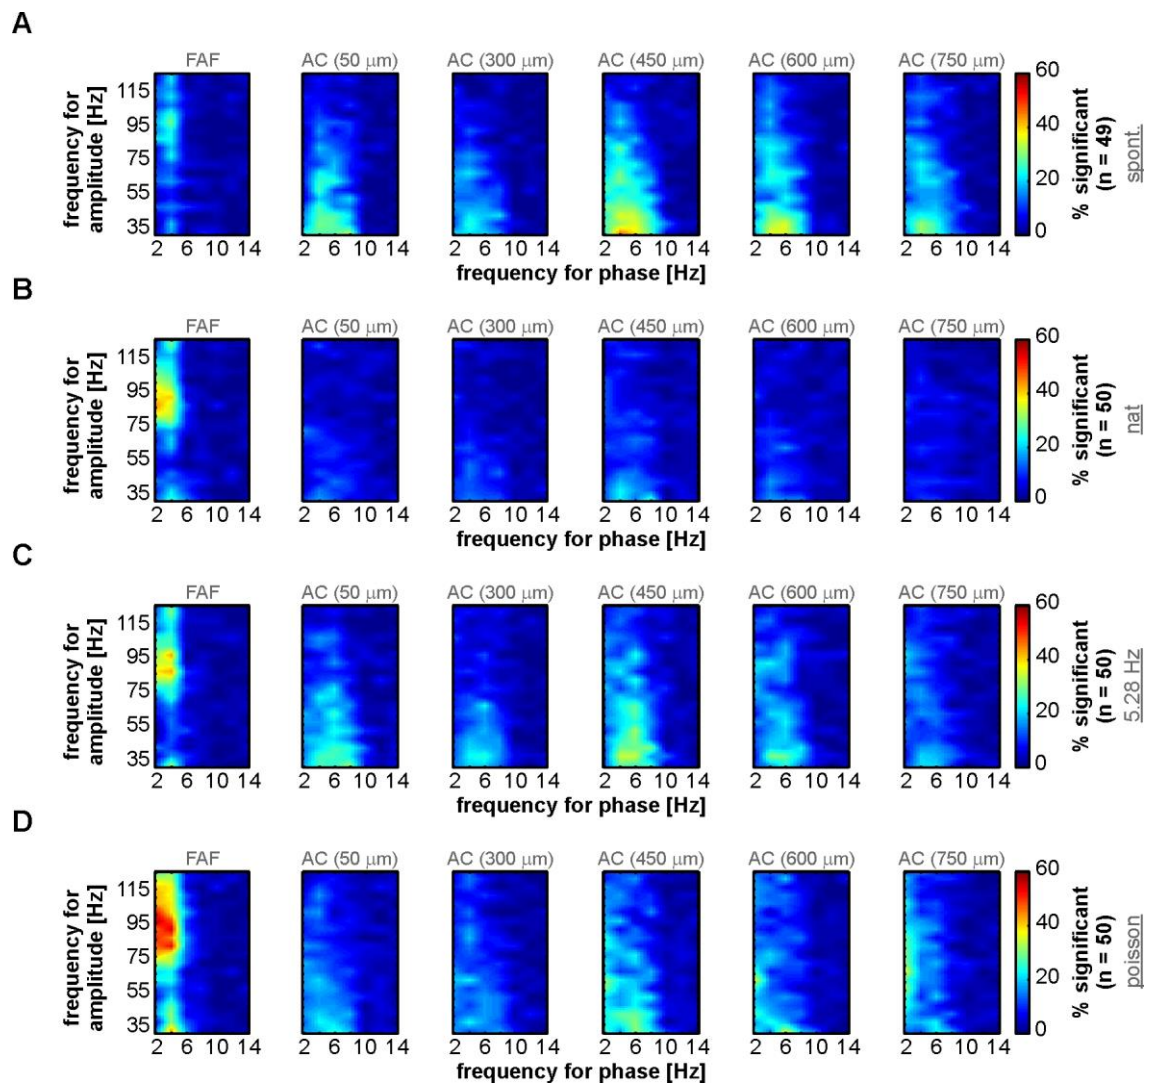 A
FAF AC (50 μm) AC (300 μm) AC (450 μm) AC (600 μm) AC (750 μm)
frequency for
amplitude [Hz]
115
95
75
55
35
2 6 10 14 2 6 10 14 2 6 10 14 2 6 10 14 2 6 10 14 2 6 10 14
frequency for phase [Hz]
60
40
20
0
% significant
(n = 49)
spont.
B
FAF AC (50 μm) AC (300 μm) AC (450 μm) AC (600 μm) AC (750 μm)
frequency for
amplitude [Hz]
115
95
75
55
35
2 6 10 14 2 6 10 14 2 6 10 14 2 6 10 14 2 6 10 14 2 6 10 14
frequency for phase [Hz]
60
40
20
0
% significant
(n = 50)
nat
C
FAF AC (50 μm) AC (300 μm) AC (450 μm) AC (600 μm) AC (750 μm)
frequency for
amplitude [Hz]
115
95
75
55
35
2 6 10 14 2 6 10 14 2 6 10 14 2 6 10 14 2 6 10 14 2 6 10 14
frequency for phase [Hz]
60
40
20
0
% significant
(n = 50)
5.28 Hz
D
FAF AC (50 μm) AC (300 μm) AC (450 μm) AC (600 μm) AC (750 μm)
frequency for
amplitude [Hz]
115
95
75
55
35
2 6 10 14 2 6 10 14 2 6 10 14 2 6 10 14 2 6 10 14 2 6 10 14
frequency for phase [Hz]
60
40
20
0
% significant
(n = 50)
poisson